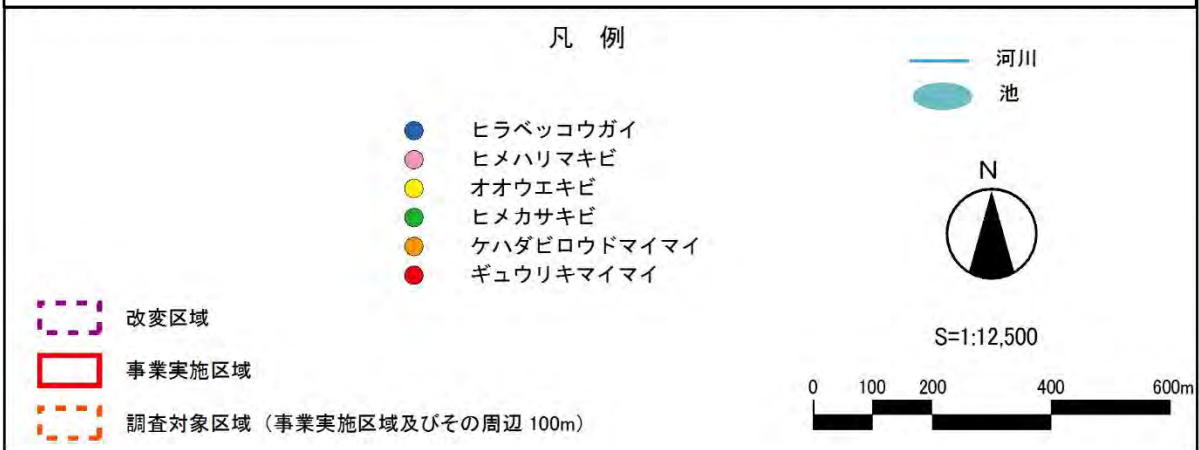 凡 例
河川
池
ヒラベッコウガイ
ヒメハリマキビ
オオウエキビ
ヒメカサキビ
ケハダビロウドマイマイ
ギュウリキマイマイ
N
改変区域
事業実施区域
調査対象区域（事業実施区域及びその周辺 100m）
S=1:12,500
0 100 200 400 600m